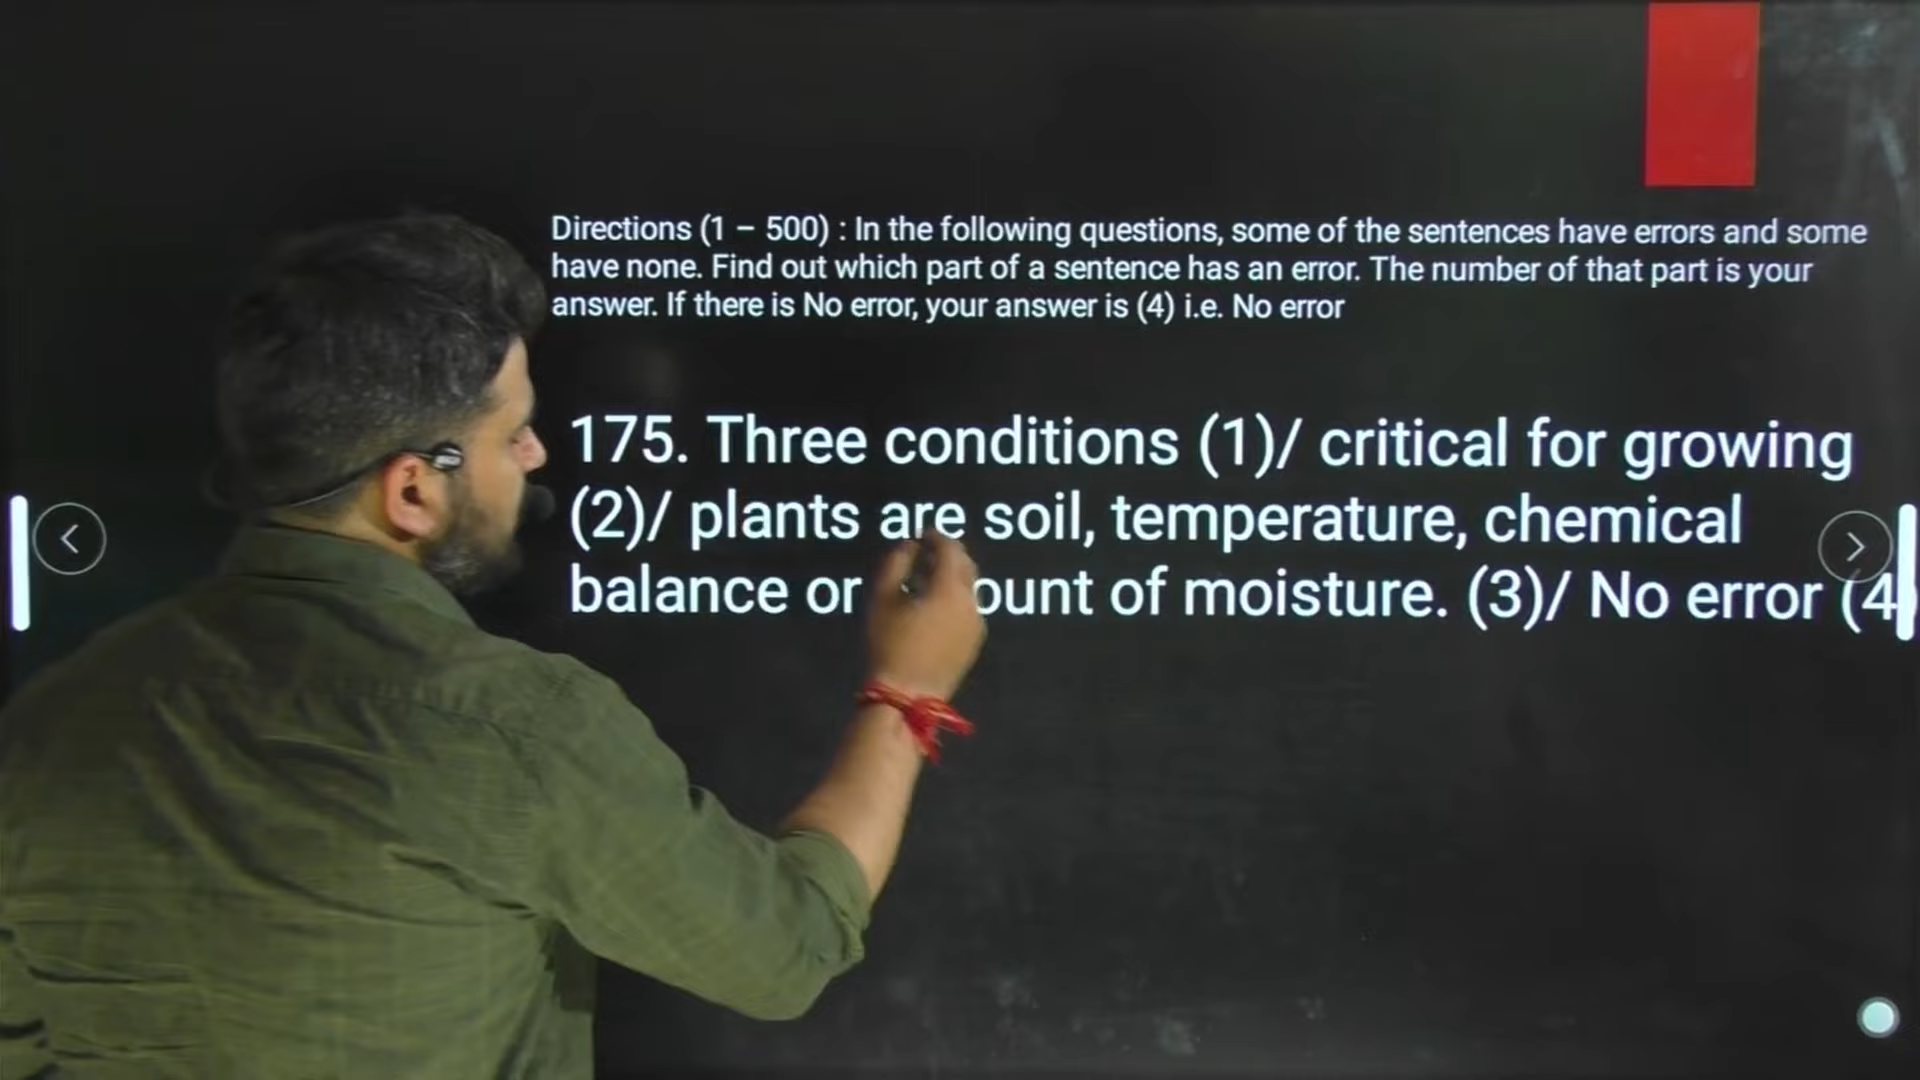 Directions (1 – 500) : In the following questions, some of the sentences have errors and some
have none. Find out which part of a sentence has an error. The number of that part is your
answer. If there is No error, your answer is (4) i.e. No error
175. Three conditions (1)/ critical for growing
(2)/ plants are soil, temperature, chemical
balance or of moisture. (3)/ No error (4